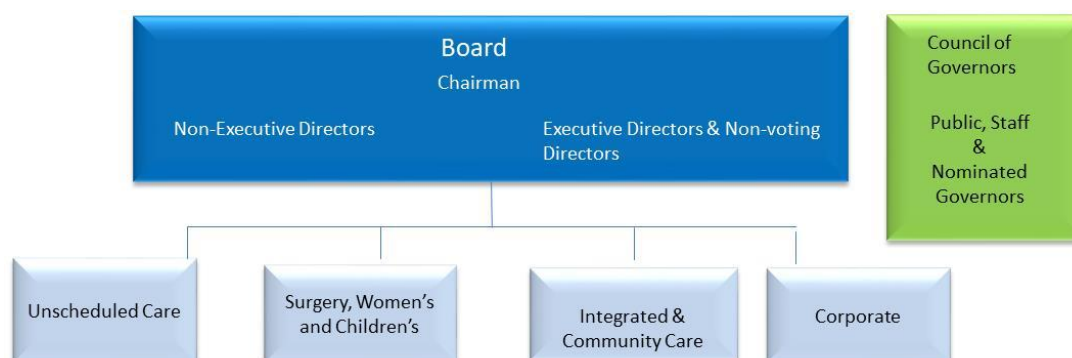 Board
Chairman
Non-Executive Directors
Executive Directors & Non-voting
Directors
Council of
Governors
Public, Staff
&
Nominated
Governors
Unscheduled Care
Surgery, Women's
and Children's
Integrated &
Community Care
Corporate